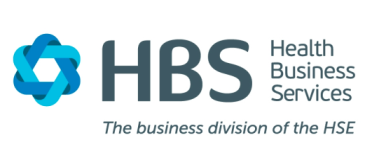 HBS
Health
Business
Services
The business division of the HSE